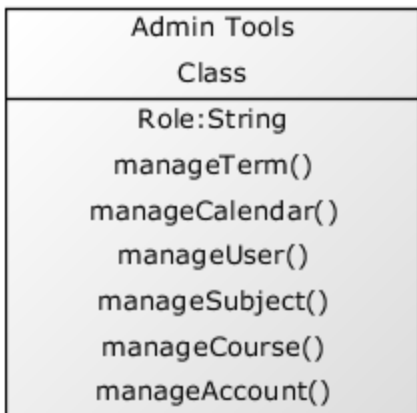 Admin Tools
Class
Role:String
manageTerm()
manageCalendar()
manageUser()
manageSubject()
manageCourse()
manageAccount()